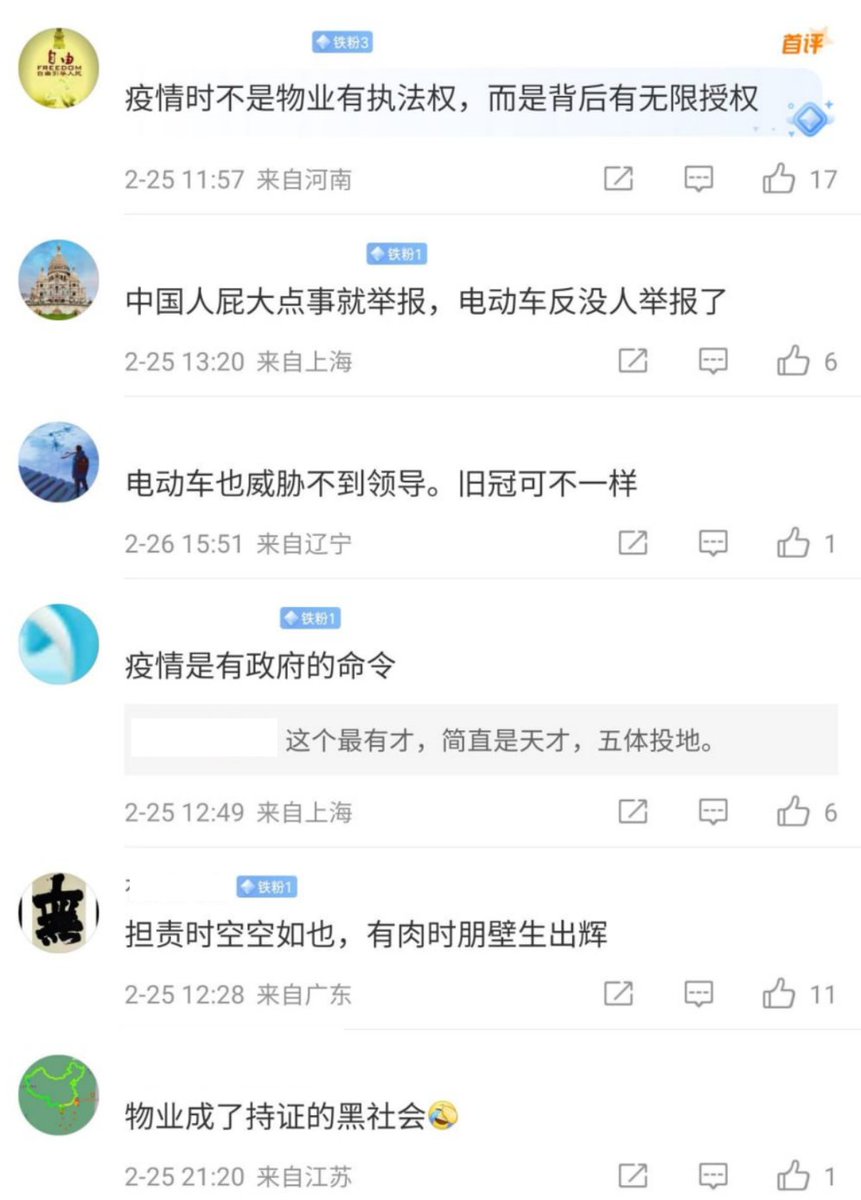 铁粉3
首评
自由
FREEDOM
自由引导人民
疫情时不是物业有执法权，而是背后有无限授权
2-25 11:57 来自河南
17
铁粉1
中国人屁大点事就举报，电动车反没人举报了
2-25 13:20 来自上海
6
电动车也威胁不到领导。旧冠可不一样
2-26 15:51 来自辽宁
1
铁粉1
疫情是有政府的命令
这个最有才，简直是天才，五体投地。
2-25 12:49 来自上海
6
铁粉1
無
担责时空空如也，有肉时朋壁生出辉
2-25 12:28 来自广东
11
物业成了持证的黑社会🤣
2-25 21:20 来自江苏
1